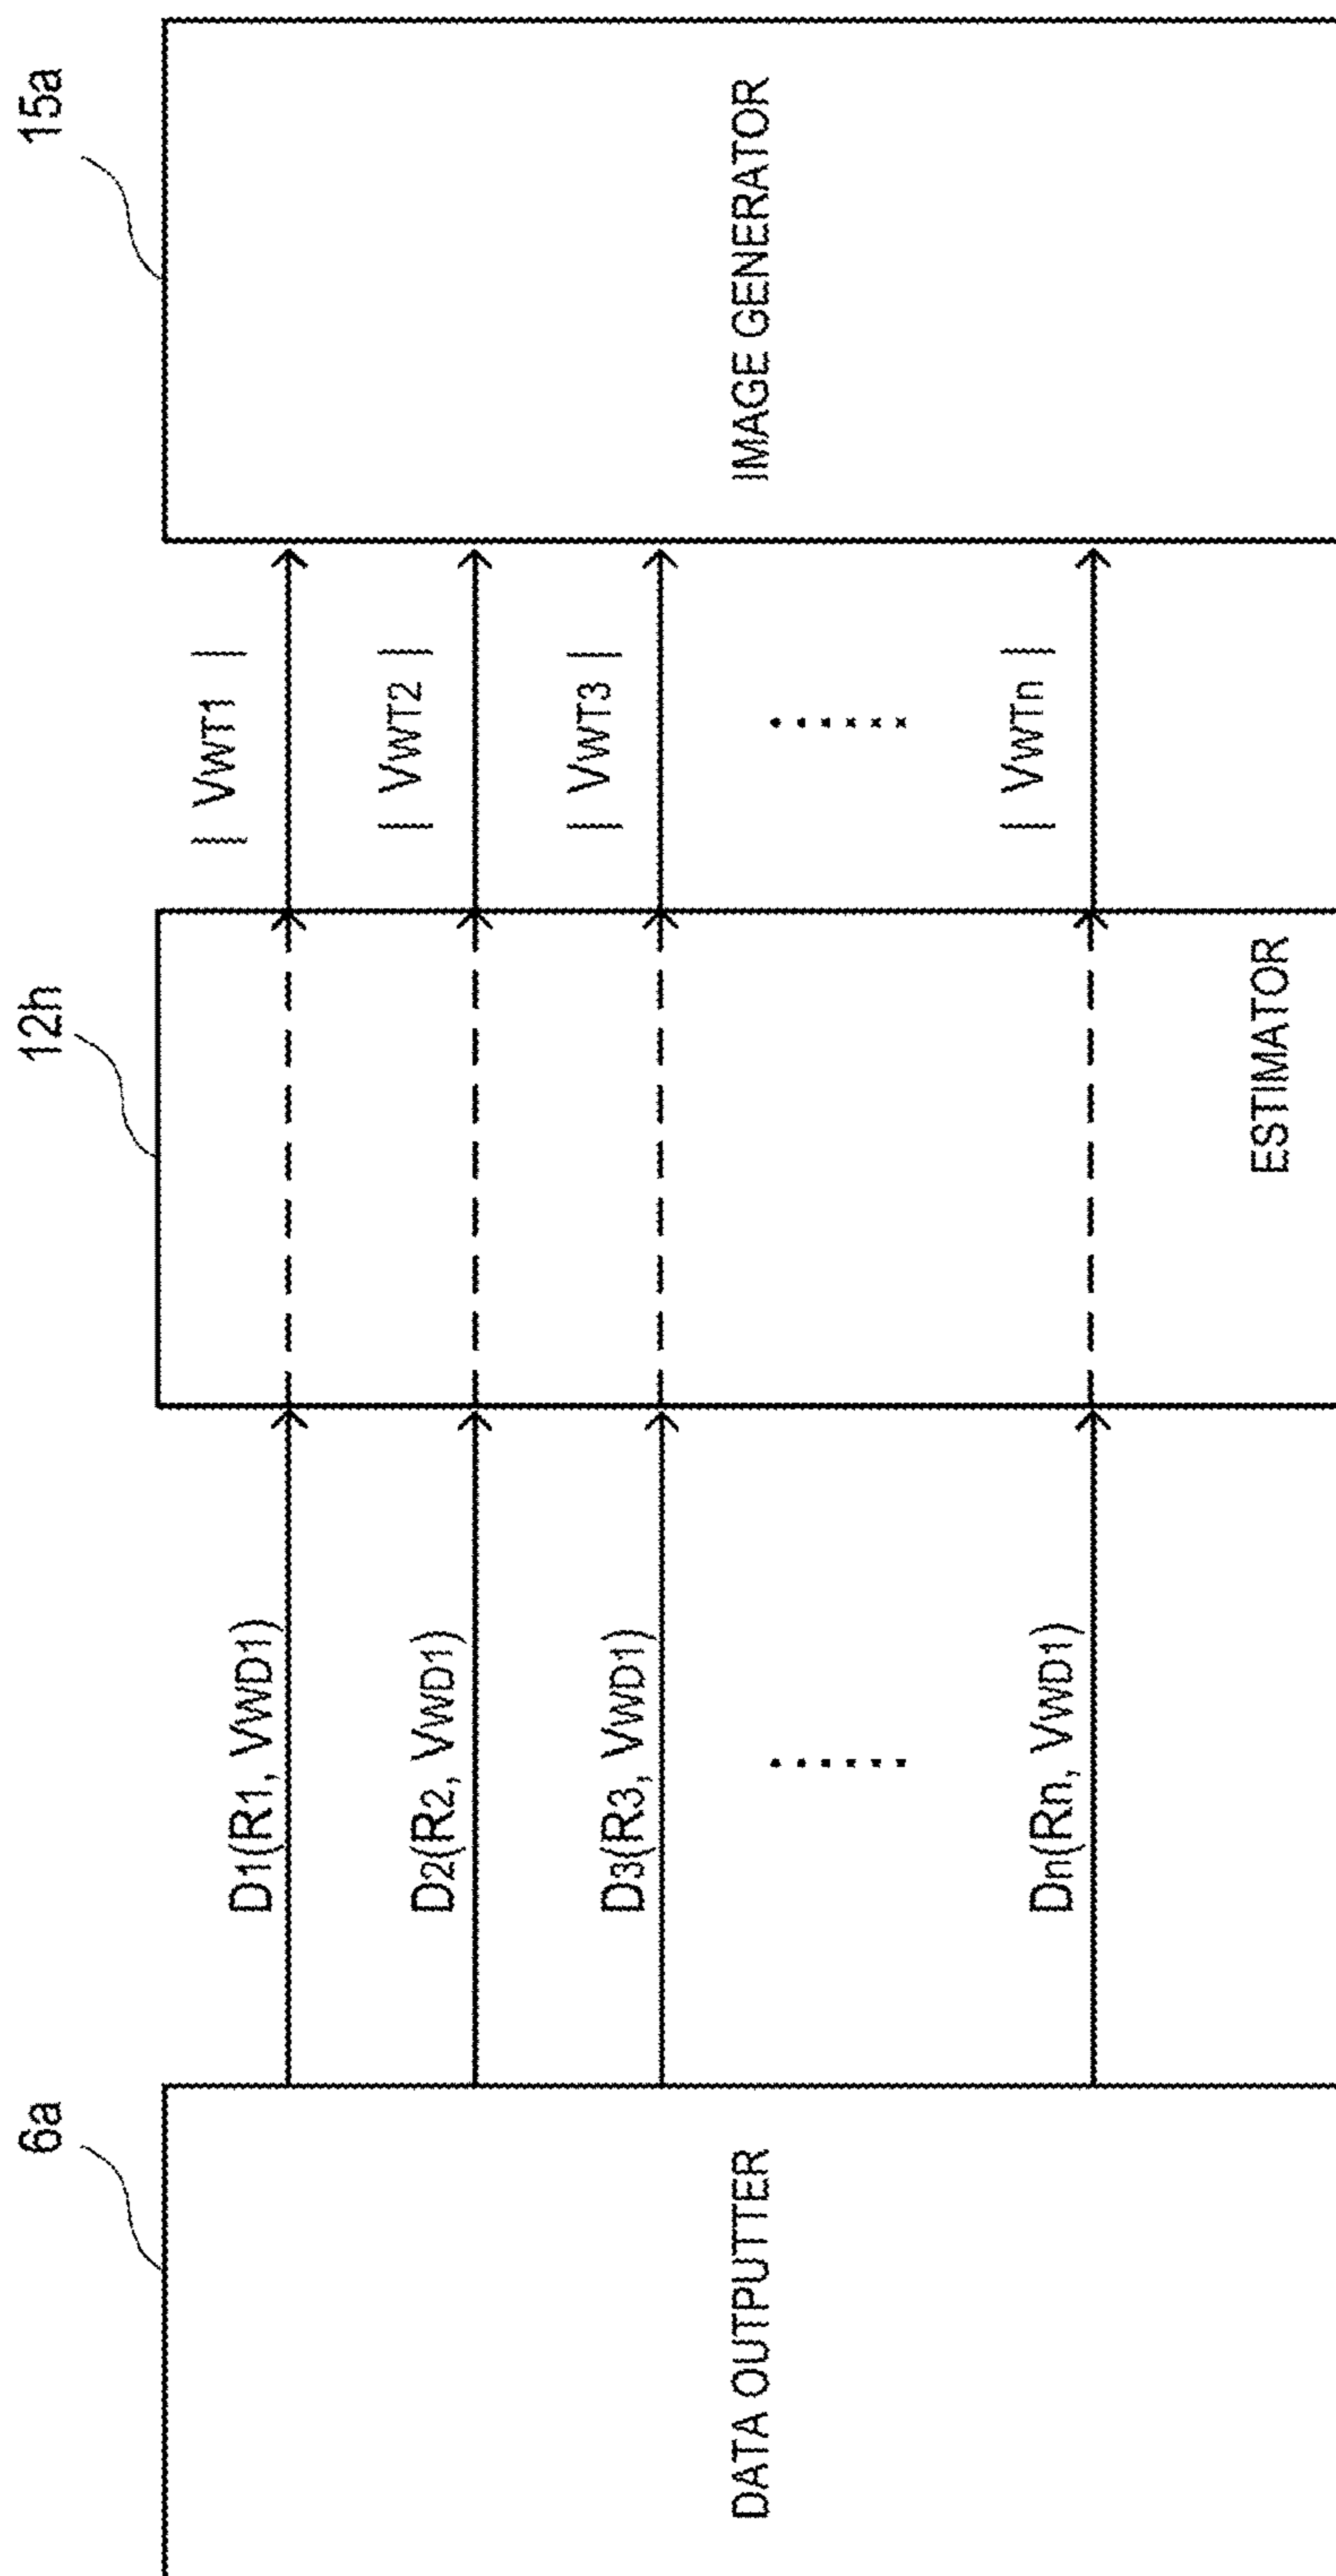 6a
12h
15a
DATA OUTPUTTER
D1(R1, VWD1)
D2(R2, VWD1)
D3(R3, VWD1)
......
Dn(Rn, VWD1)
ESTIMATOR
| VWT1 |
| VWT2 |
| VWT3 |
......
| VWTn |
IMAGE GENERATOR